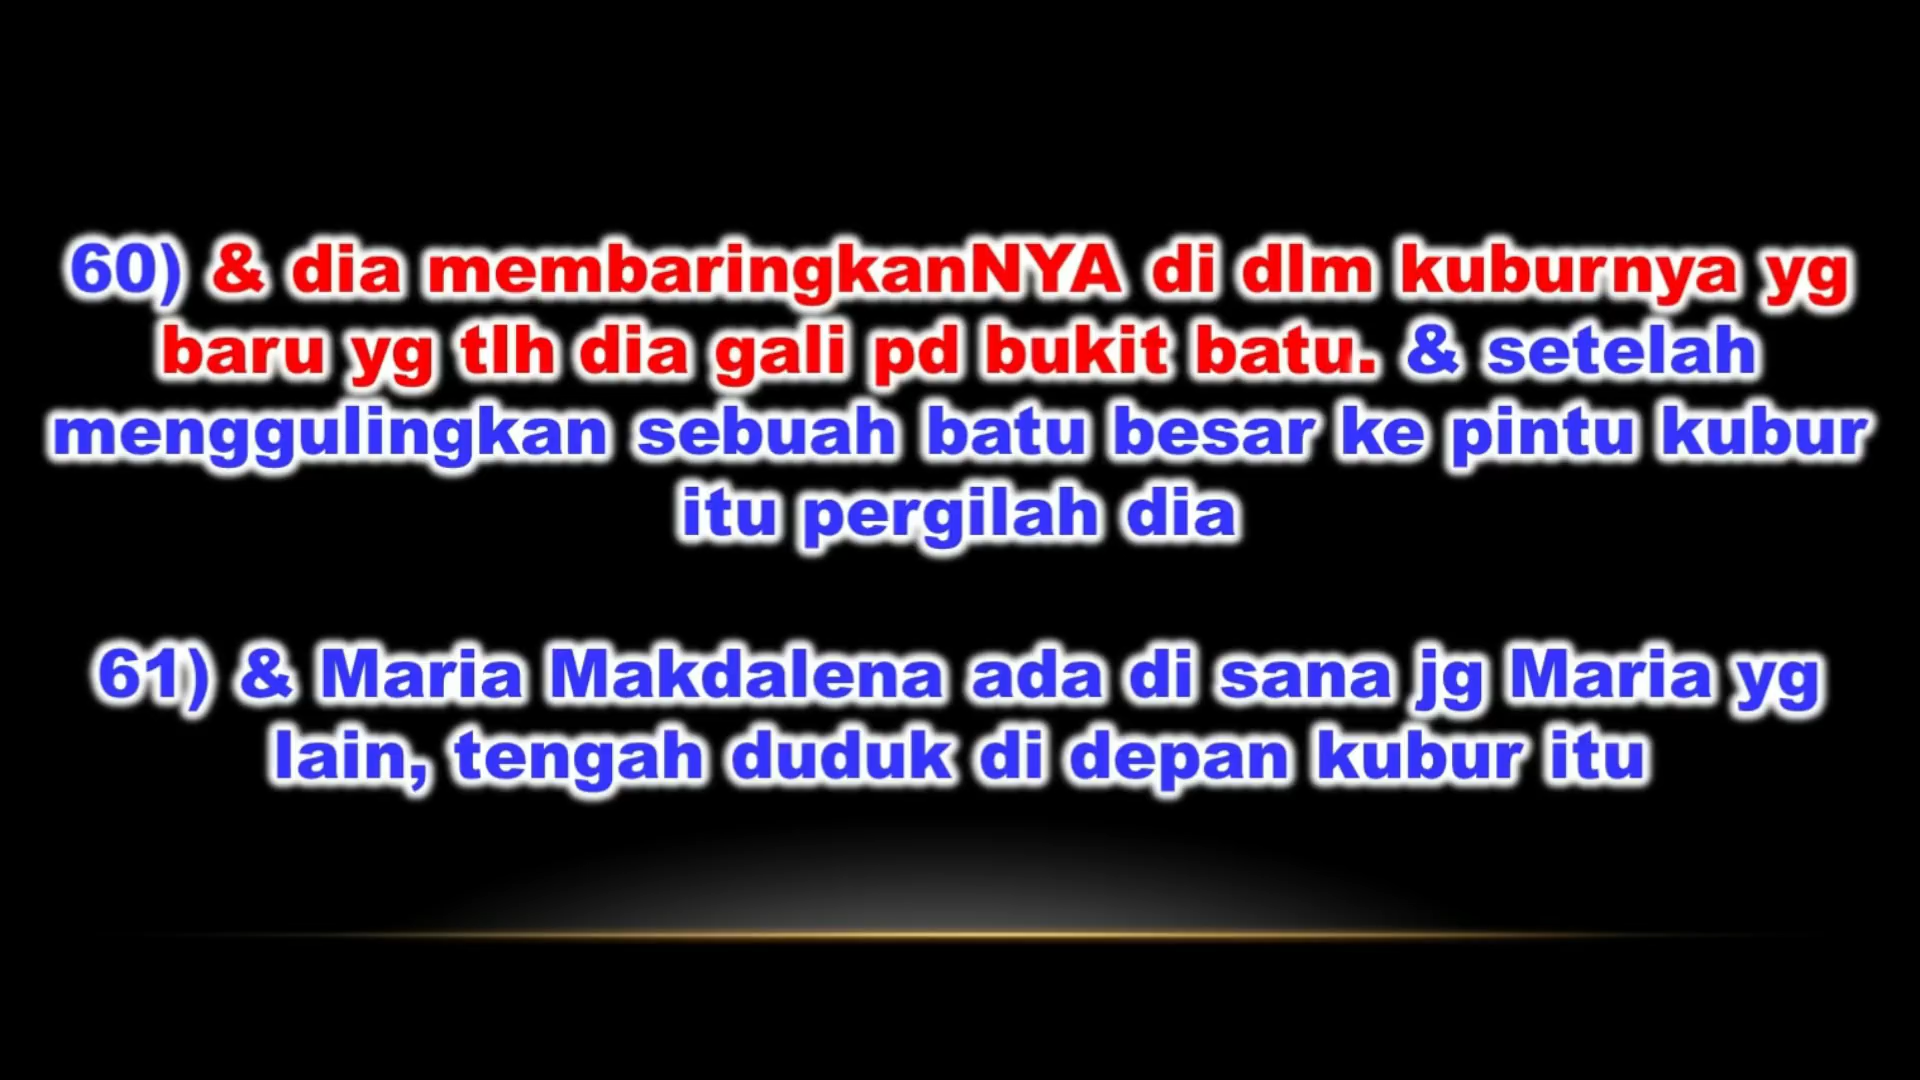 60) & dia membaringkanNYA di dlm kuburnya yg
baru yg tlh dia gali pd bukit batu. & setelah
menggulingkan sebuah batu besar ke pintu kubur
itu pergilah dia
61) & Maria Makdalena ada di sana jg Maria yg
lain, tengah duduk di depan kubur itu